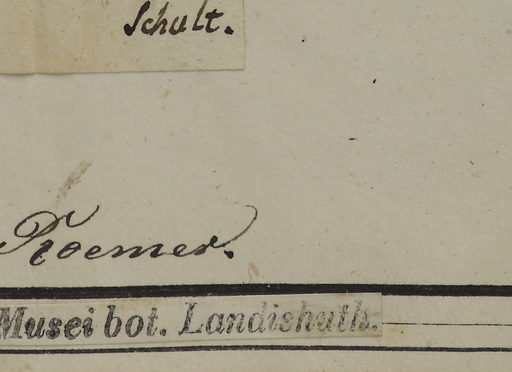 Schult.
Roemer.
Musei bot. Landishuth.